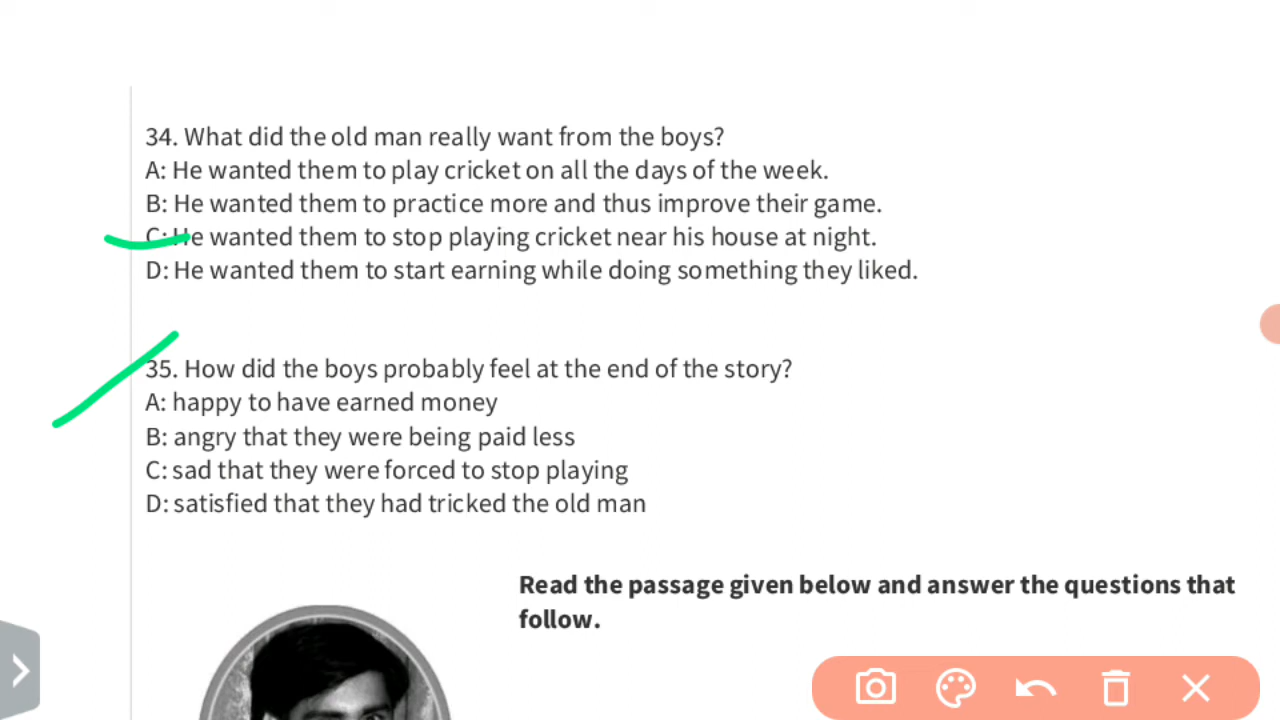 34. What did the old man really want from the boys?
A: He wanted them to play cricket on all the days of the week.
B: He wanted them to practice more and thus improve their game.
C: He wanted them to stop playing cricket near his house at night.
D: He wanted them to start earning while doing something they liked.
35. How did the boys probably feel at the end of the story?
A: happy to have earned money
B: angry that they were being paid less
C: sad that they were forced to stop playing
D: satisfied that they had tricked the old man
Read the passage given below and answer the questions that
follow.